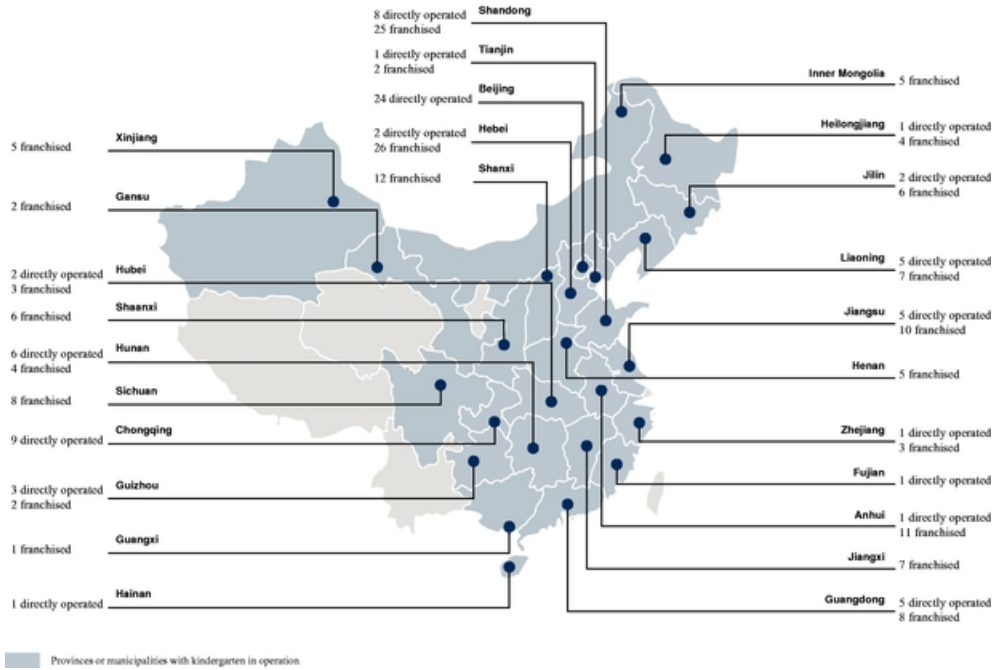 8 directly operated
25 franchised
Shandong
1 directly operated
2 franchised
Tianjin
24 directly operated
Beijing
2 directly operated
26 franchised
Hebei
12 franchised
Shanxi
5 franchised
Xinjiang
2 franchised
Gansu
2 directly operated
3 franchised
Hubei
6 franchised
Shaanxi
6 directly operated
4 franchised
Hunan
8 franchised
Sichuan
9 directly operated
Chongqing
3 directly operated
2 franchised
Guizhou
1 franchised
Guangxi
1 directly operated
Hainan
Inner Mongolia
5 franchised
Heilongjiang
1 directly operated
4 franchised
Jilin
2 directly operated
6 franchised
Liaoning
5 directly operated
7 franchised
Jiangsu
5 directly operated
10 franchised
Henan
5 franchised
Zhejiang
1 directly operated
3 franchised
Fujian
1 directly operated
Anhui
1 directly operated
11 franchised
Jiangxi
7 franchised
Guangdong
5 directly operated
8 franchised
Provinces or municipalities with kindergarten in operation